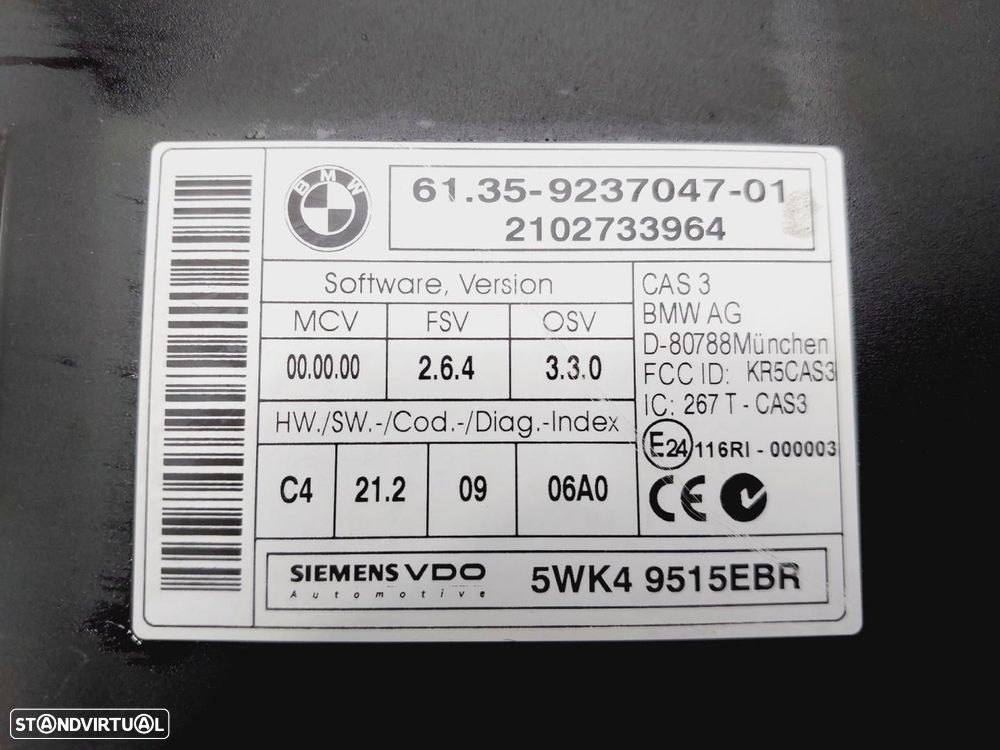 BMW
61.35-9237047-01
2102733964
Software, Version
MCV FSV OSV
00.00.00 2.6.4 3.3.0
HW./SW.-/Cod.-/Diag.-Index
C4 21.2 09 06A0
CAS 3
BMW AG
D-80788München
FCC ID: KR5CAS3
IC: 267 T - CAS3
E24 116RI - 000003
CE
SIEMENS VDO
Automotive
5WK4 9515EBR
STANDVIRTUAL